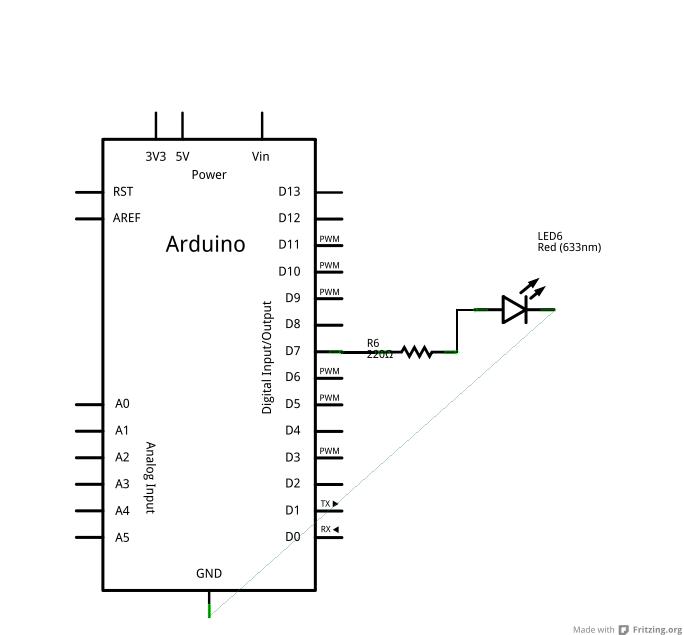 3V3 5V Vin
Power
RST
AREF
Arduino
D13
D12
D11 PWM
D10 PWM
D9 PWM
D8
D7
D6 PWM
D5 PWM
D4
D3 PWM
D2
D1 TX
D0 RX
Digital Input/Output
A0
A1
A2
A3
A4
A5
Analog Input
GND
R6
220Ω
LED6
Red (633nm)
Made with Fritzing.org